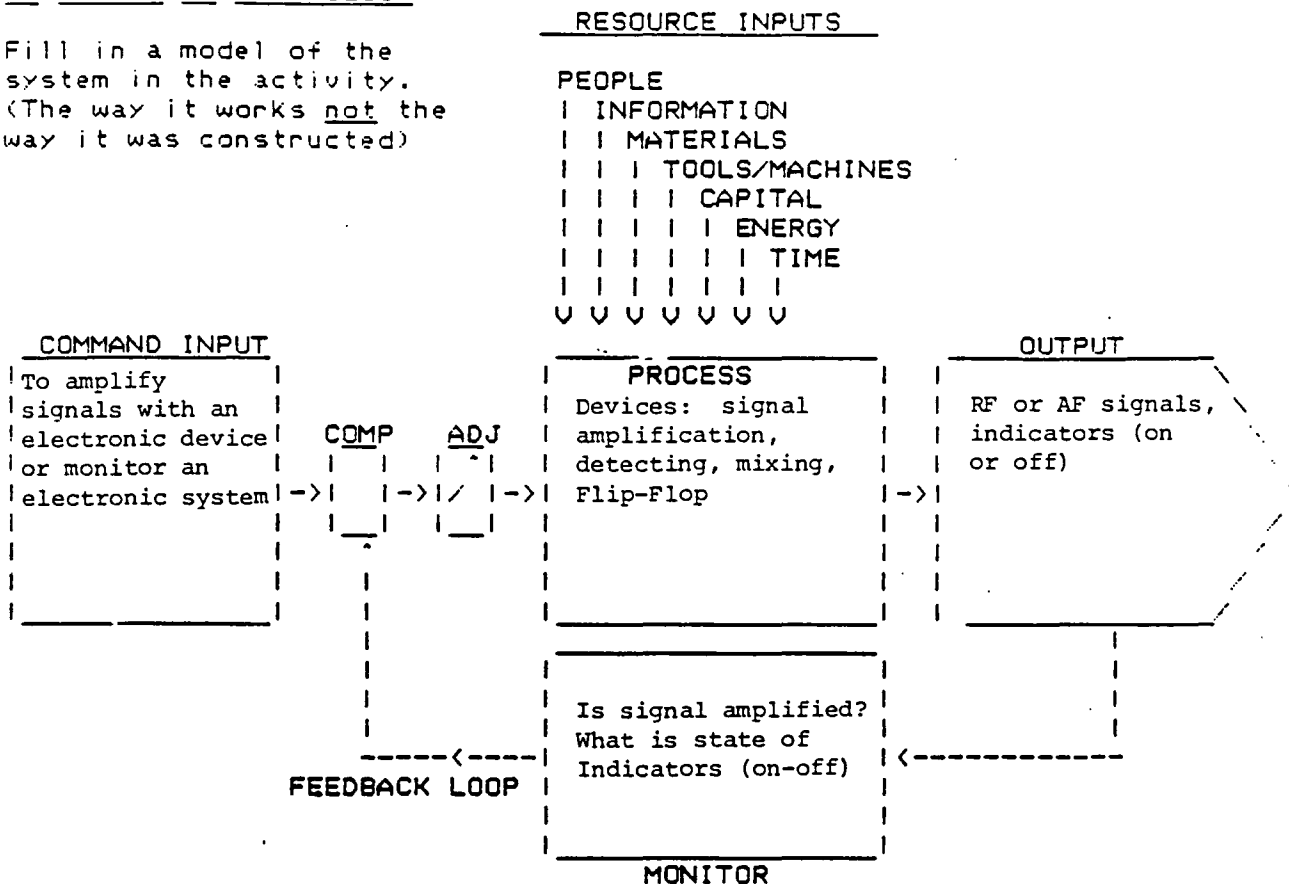 RESOURCE INPUTS
Fill in a model of the
system in the activity.
(The way it works not the
way it was constructed)
PEOPLE
INFORMATION
MATERIALS
TOOLS/MACHINES
CAPITAL
ENERGY
TIME
COMMAND INPUT
To amplify
signals with an
electronic device
or monitor an
electronic system
COMP
ADJ
PROCESS
Devices: signal
amplification,
detecting, mixing,
Flip-Flop
OUTPUT
RF or AF signals,
indicators (on
or off)
Is signal amplified?
What is state of
Indicators (on-off)
FEEDBACK LOOP
MONITOR